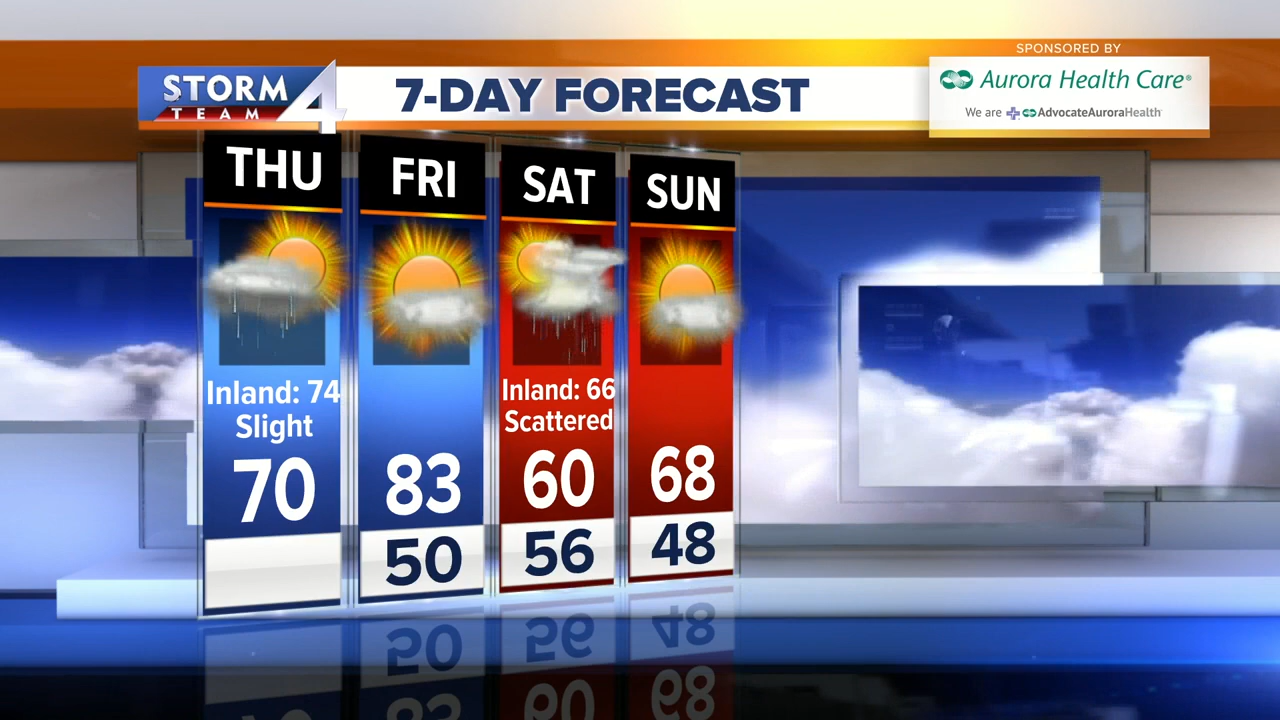 SPONSORED BY
STORM
TEAM
4
7-DAY FORECAST
Aurora Health Care®
We are AdvocateAuroraHealth
THU
FRI
SAT
SUN
Inland: 74
Slight
Inland: 66
Scattered
70
83
60
68
50
56
48